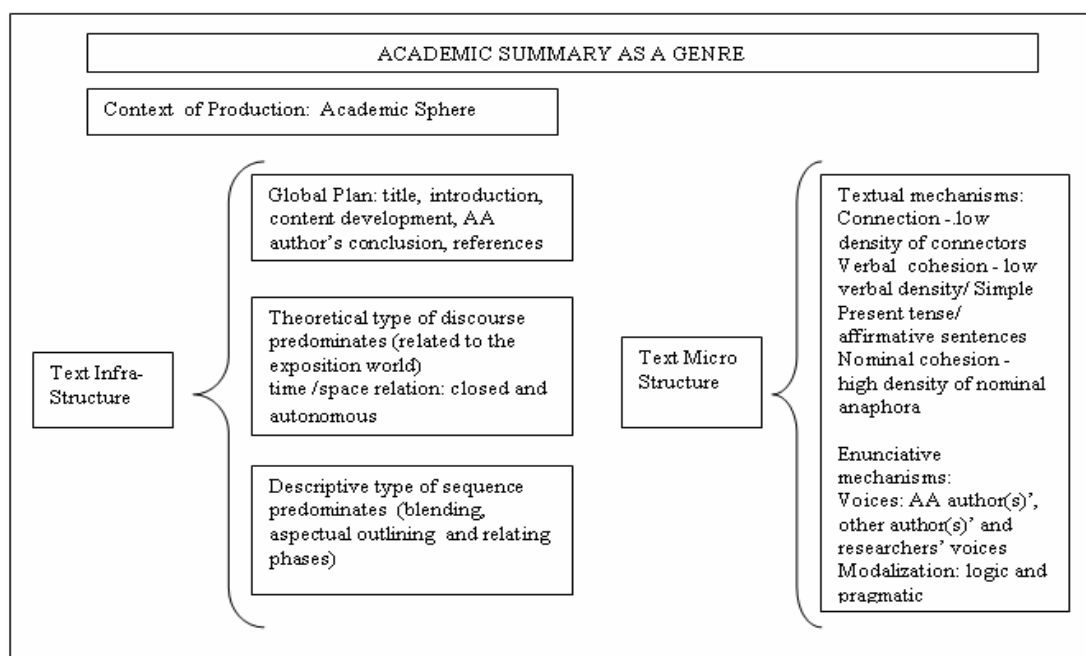 ACADEMIC SUMMARY AS A GENRE
Context of Production: Academic Sphere
Text Infra-
Structure
Global Plan: title, introduction,
content development, AA
author's conclusion, references
Theoretical type of discourse
predominates (related to the
exposition world)
time /space relation: closed and
autonomous
Descriptive type of sequence
predominates (blending,
aspectual outlining and relating
phases)
Text Micro
Structure
Textual mechanisms:
Connection -.low
density of connectors
Verbal cohesion - low
verbal density/ Simple
Present tense/
affirmative sentences
Nominal cohesion -
high density of nominal
anaphora
Enunciative
mechanisms:
Voices: AA author(s)',
other author(s)' and
researchers' voices
Modalization: logic and
pragmatic